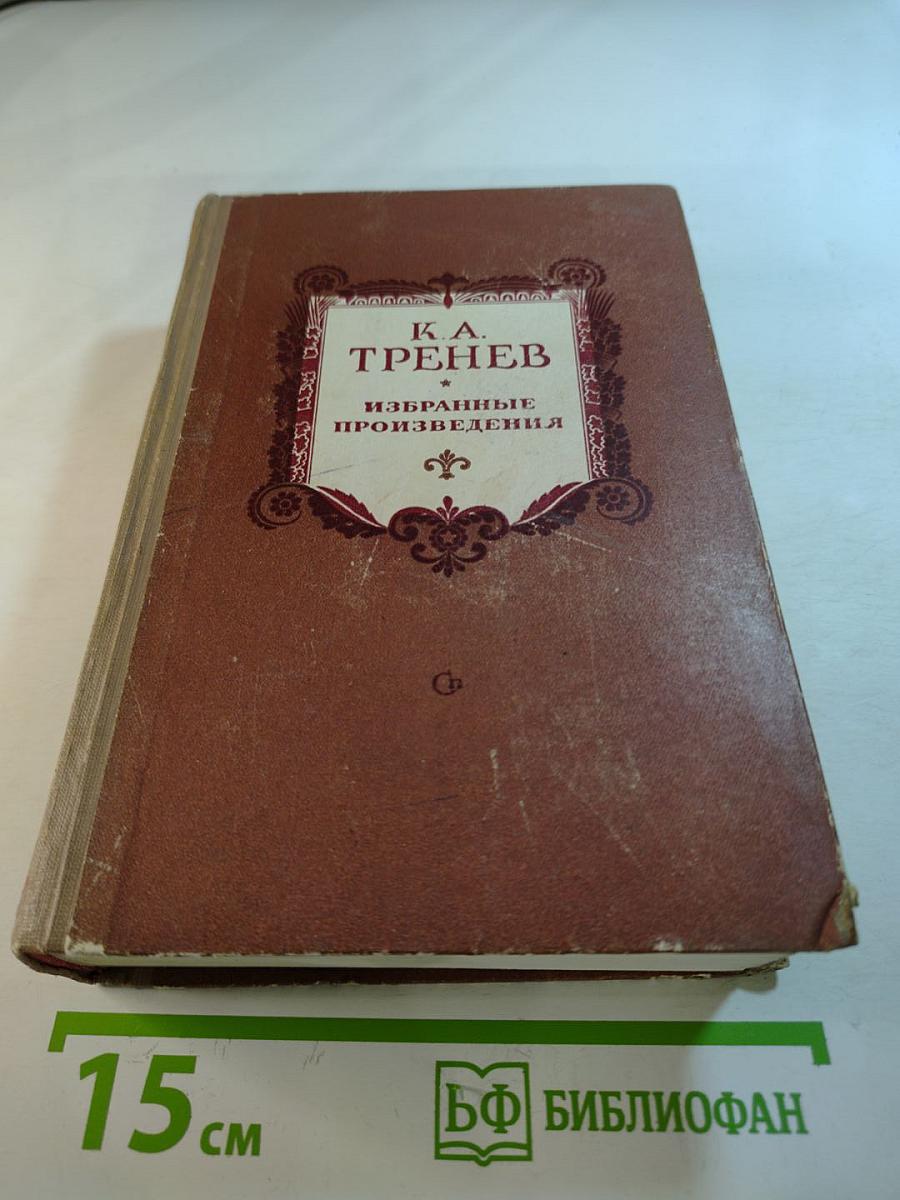 К. А.
ТРЕНЕВ
ИЗБРАННЫЕ
ПРОИЗВЕДЕНИЯ
Сп
15 см
БФ БИБЛИОФАН